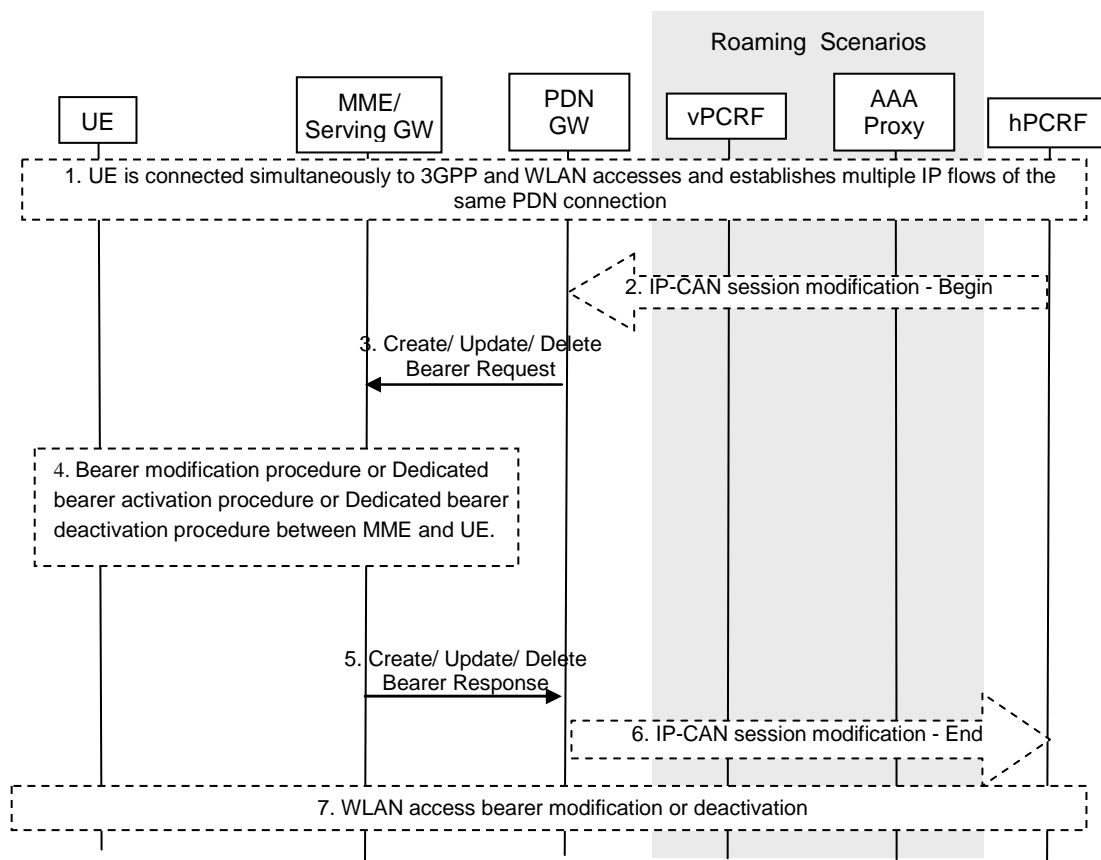 Roaming Scenarios
UE
MME/
Serving GW
PDN
GW
vPCRF
AAA
Proxy
hPCRF
1. UE is connected simultaneously to 3GPP and WLAN accesses and establishes multiple IP flows of the
same PDN connection
2. IP-CAN session modification - Begin
3. Create/ Update/ Delete
Bearer Request
4. Bearer modification procedure or Dedicated
bearer activation procedure or Dedicated bearer
deactivation procedure between MME and UE.
5. Create/ Update/ Delete
Bearer Response
6. IP-CAN session modification - End
7. WLAN access bearer modification or deactivation